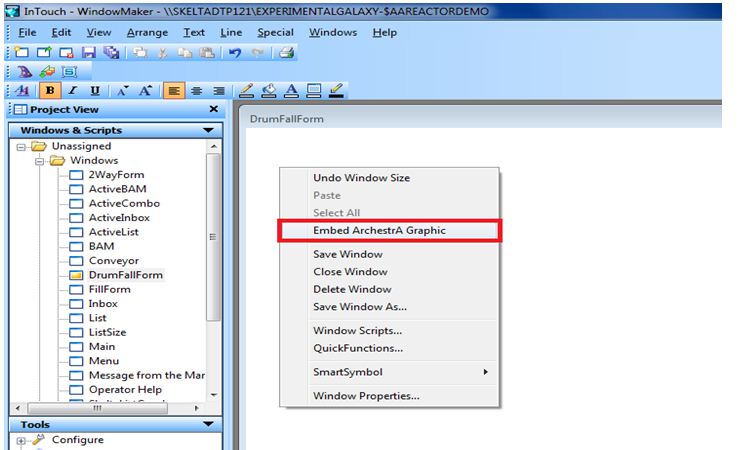 InTouch - WindowMaker - \\SKELTADTP121\EXPERIMENTALGALAXY-$AAREACTORDEMO
File Edit View Arrange Text Line Special Windows Help
B I U A A
A
Project View
Windows & Scripts
Unassigned
Windows
2WayForm
ActiveBAM
ActiveCombo
ActiveInbox
ActiveList
BAM
Conveyor
DrumFallForm
FillForm
Inbox
List
ListSize
Main
Menu
Message from the Mar
Operator Help
Tools
Configure
DrumFallForm
Undo Window Size
Paste
Select All
Embed ArchestrA Graphic
Save Window
Close Window
Delete Window
Save Window As...
Window Scripts...
QuickFunctions...
SmartSymbol
Window Properties...